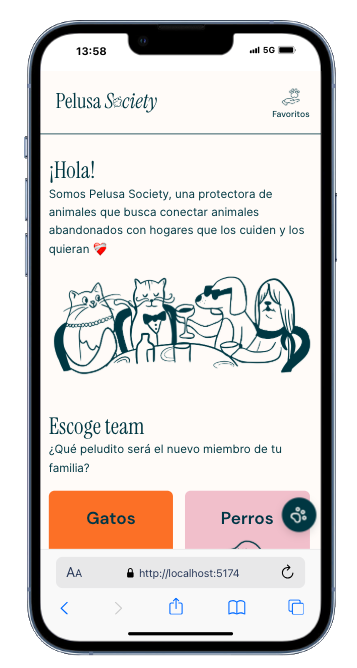 13:58
5G
Pelusa Society
Favoritos
¡Hola!
Somos Pelusa Society, una protectora de
animales que busca conectar animales
abandonados con hogares que los cuiden y los
quieran ❤️‍🩹
Escoge team
¿Qué peludito será el nuevo miembro de tu
familia?
Gatos
Perros
AA
http://localhost:5174